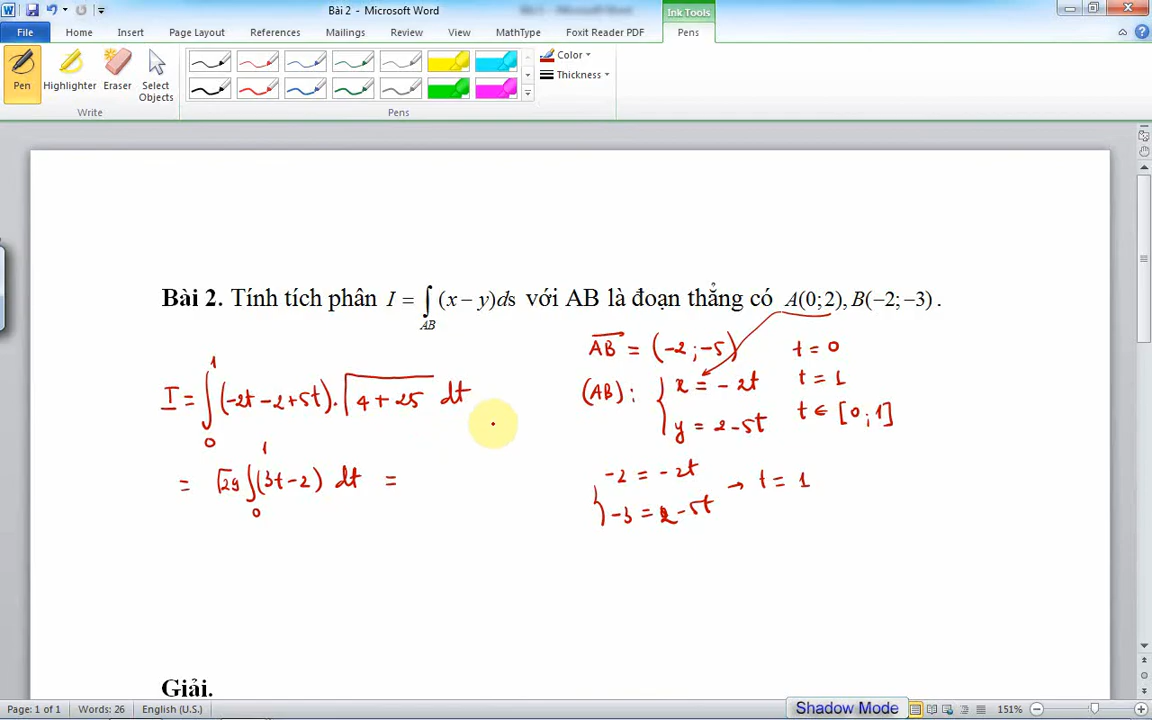 Bài 2 - Microsoft Word
Ink Tools
File Home Insert Page Layout References Mailings Review View MathType Foxit Reader PDF Pens
Pen Highlighter Eraser Select Objects
Color
Thickness
Write Pens
Bài 2. Tính tích phân I = ∫_{AB} (x − y)ds với AB là đoạn thẳng có A(0;2), B(−2;−3).
AB = (-2 ; -5) t = 0
(AB): { x = -2t t = 1
y = 2-5t t ∈ [0 ; 1]
I = ∫_0^1 (-2t -2+5t).√(4+25) dt
{ -2 = -2t
-3 = 2-5t → t = 1
= √29 ∫_0^1 (3t-2) dt =
Giải.
Page: 1 of 1 Words: 26 English (U.S.) Shadow Mode 151%